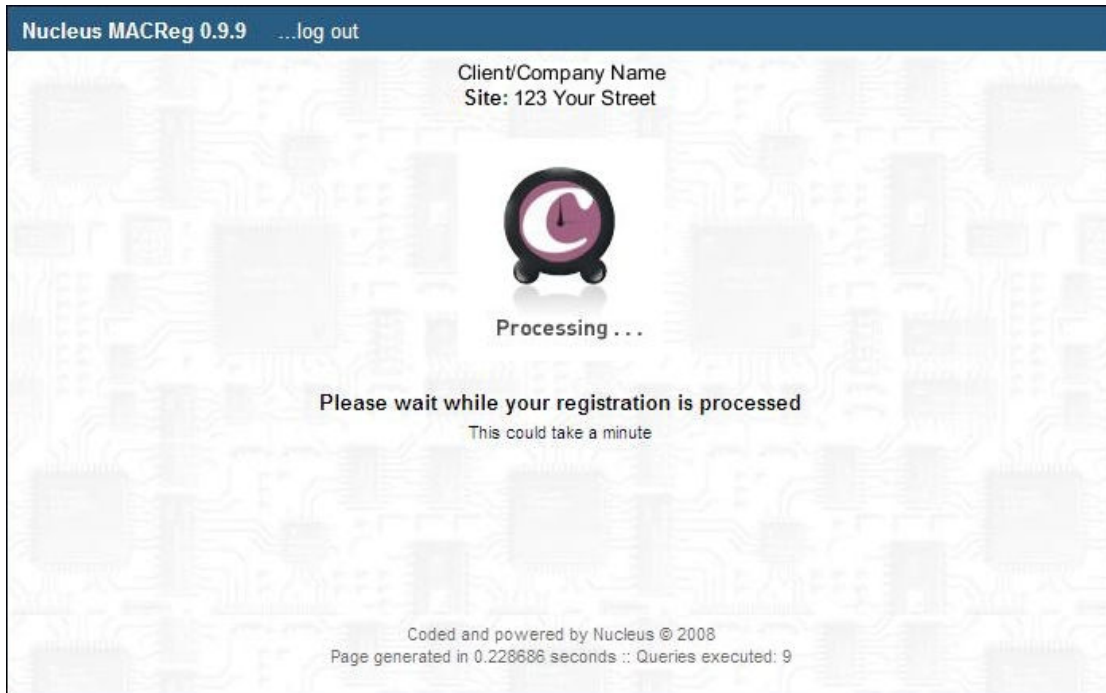 Nucleus MACReg 0.9.9 ...log out
Client/Company Name
Site: 123 Your Street
C
Processing . . .
Please wait while your registration is processed
This could take a minute
Coded and powered by Nucleus © 2008
Page generated in 0.228686 seconds :: Queries executed: 9